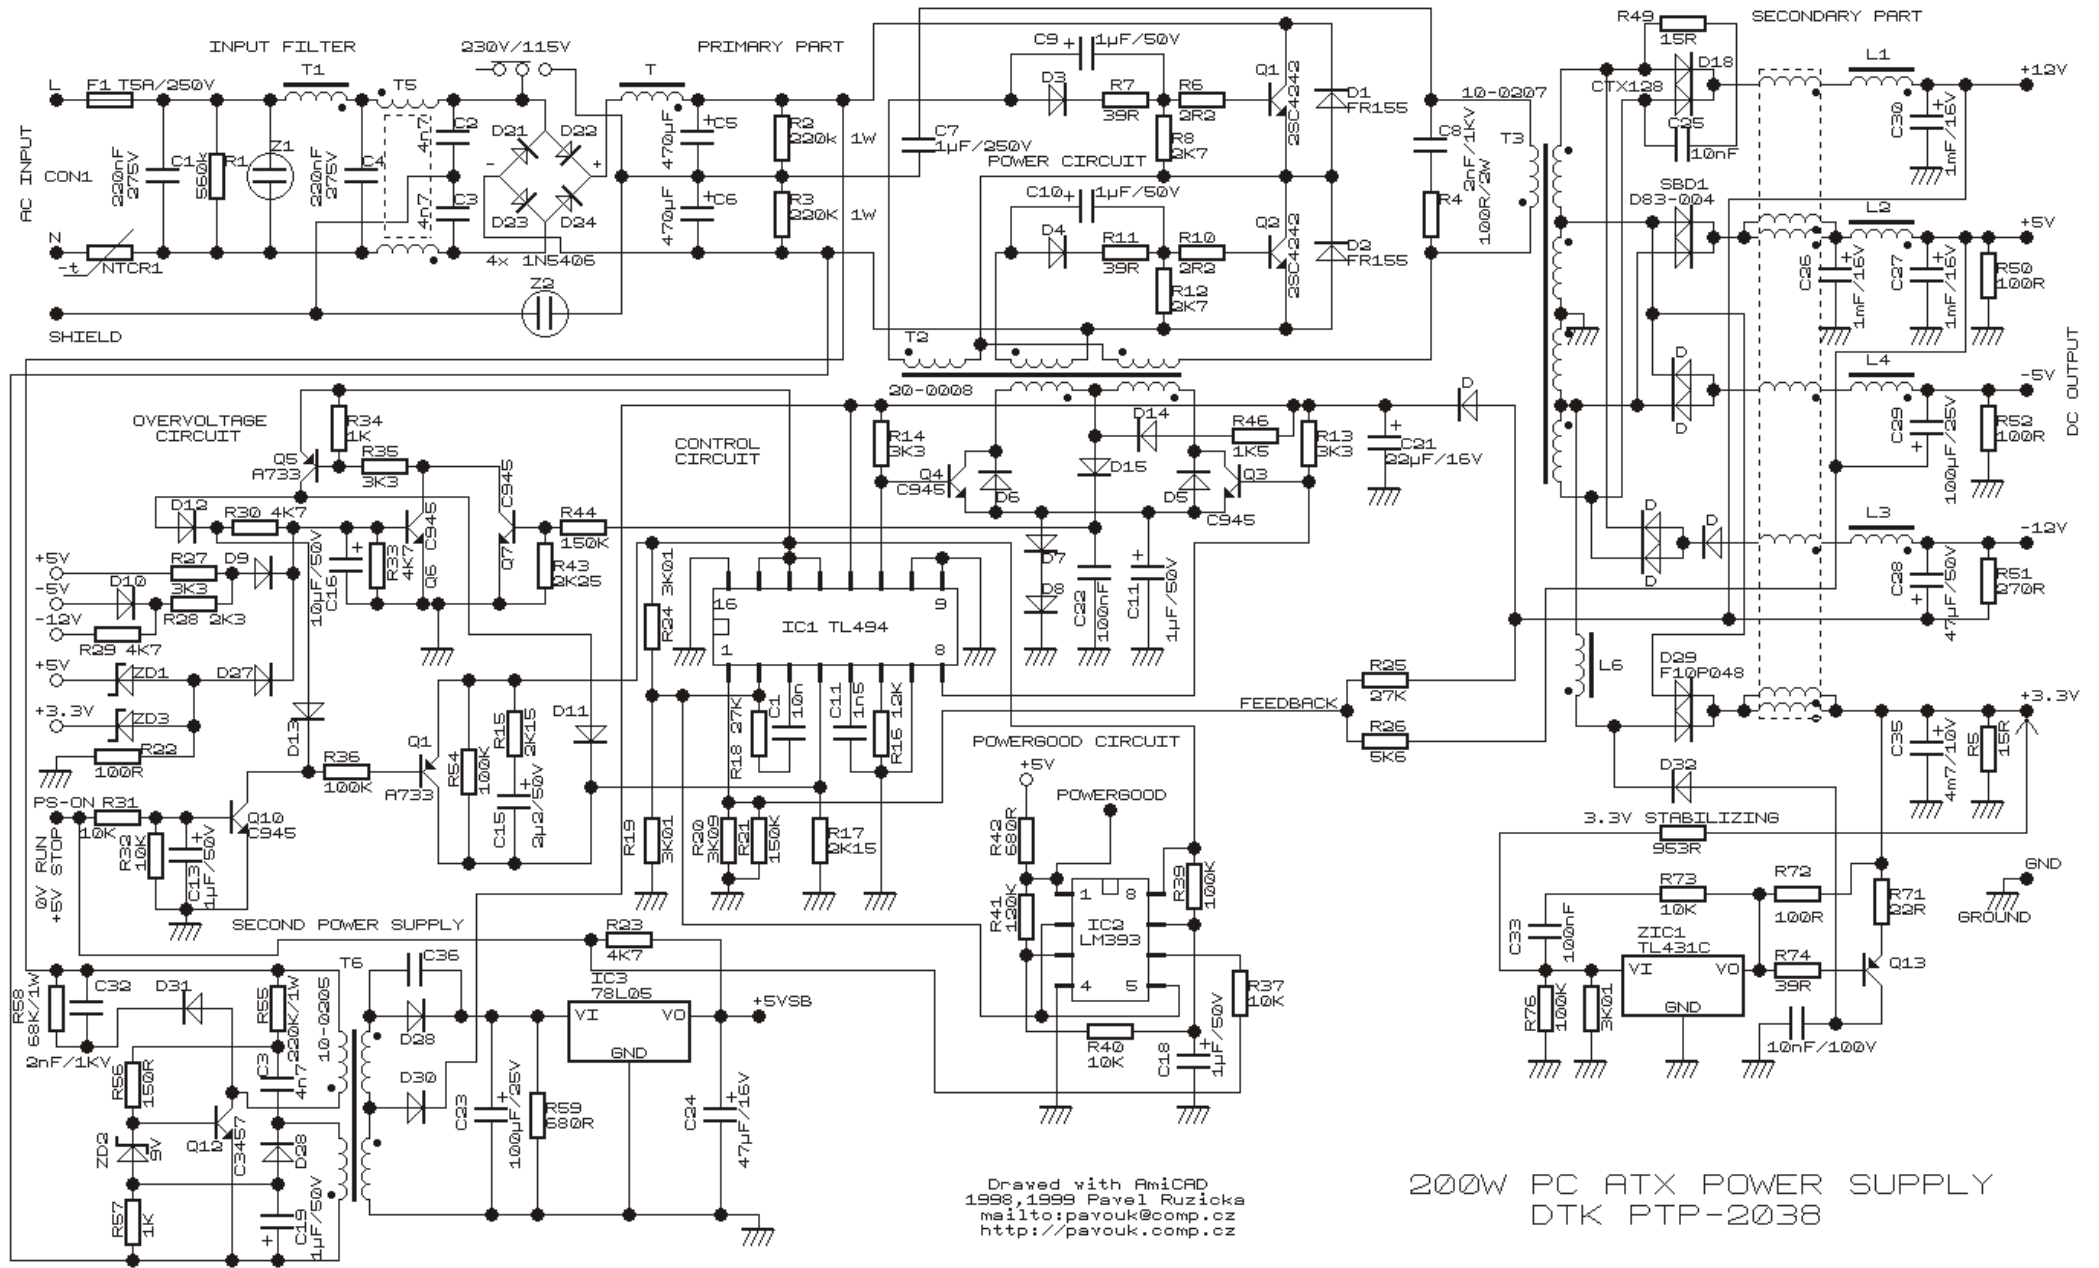 INPUT FILTER
230V/115V
PRIMARY PART
SECONDARY PART
L
F1 T5A/250V
T1
T5
T
C9 + 1µF/50V
R49
15R
L1
+12V
D3
R7
39R
R6
2R2
Q1
2SC4242
D1
FR155
10-0207
D18
CTX128
C25
10nF
C30
+
1mF/16V
AC INPUT
CON1
220nF
275V
C1
560k
R1
Z1
220nF
275V
C4
4n7
C2
4n7
C3
D21
D22
D23
D24
-
+
4x 1N5406
470µF
+
C5
470µF
+
C6
R2
220k 1W
R3
220k 1W
C7
1µF/250V
R8
2K7
POWER CIRCUIT
C8
2nF/1KV
R4
100R/2W
T3
SBD1
D83-004
L2
+5V
N
-t
NTCR1
Z2
SHIELD
C10 + 1µF/50V
D4
R11
39R
R10
2R2
Q2
2SC4242
D2
FR155
R12
2K7
C26
+
1mF/16V
C27
+
1mF/16V
R50
100R
T2
20-0008
D
D
D
L4
-5V
DC OUTPUT
C29
+
100µF/25V
R52
100R
OVERVOLTAGE
CIRCUIT
R34
1K
Q5
A733
R35
3K3
CONTROL
CIRCUIT
R14
3K3
Q4
C945
D6
D14
D15
R46
1K5
D5
Q3
C945
R13
3K3
+
C21
22µF/16V
D12
R30 4K7
C945
Q6
C945
Q7
R44
150K
R43
2K25
+5V
R27
3K3
D9
-5V
D10
R28 2K3
-12V
R29 4K7
10µF/50V
+
C16
R33
4K7
R24 3K01
16
9
IC1 TL494
1
8
D7
D8
C22
100nF
C11
+
1µF/50V
D
D
D
L3
-12V
C28
+
47µF/50V
R51
270R
+5V
ZD1
D27
+3.3V
ZD3
R22
100R
D13
R36
100K
Q1
A733
R54
100K
R15
2K15
C15
+
2µ2/50V
D11
R18 27K
C1
10n
C11
1n5
R16 12K
FEEDBACK
R25
27K
R26
5K6
L6
D29
F10P048
+3.3V
C35
+
4m7/10V
R5
15R
D32
PS-ON R31
10K
0V RUN
+5V STOP
R32
10K
C13
+
1µF/50V
Q10
C945
R19
3K01
R20
3K09
R21
150K
R17
2K15
POWERGOOD CIRCUIT
+5V
POWERGOOD
R42
680R
R41
120K
1
8
IC2
LM393
4
5
R39
100K
R37
10K
R40
10K
C18
+
1µF/50V
3.3V STABILIZING
953R
R73
10K
R72
100R
R71
22R
GND
GROUND
C33
100nF
ZIC1
TL431C
VI
VO
GND
R74
39R
Q13
R76
100K
3K01
10nF/100V
SECOND POWER SUPPLY
R58
68K/1W
C32
2nF/1KV
D31
R55
220K/1W
T6
10-0205
C36
D28
D30
R23
4K7
IC3
78L05
VI
VO
GND
+5VSB
R56
150R
C3
4n7
ZD2
9V
Q12
C3457
D28
R57
1K
C19
+
1µF/50V
C23
+
100µF/25V
R59
680R
C24
+
47µF/16V
Drawed with AmiCAD
1998,1999 Pavel Ruzicka
mailto:pavouk@comp.cz
http://pavouk.comp.cz
200W PC ATX POWER SUPPLY
DTK PTP-2038